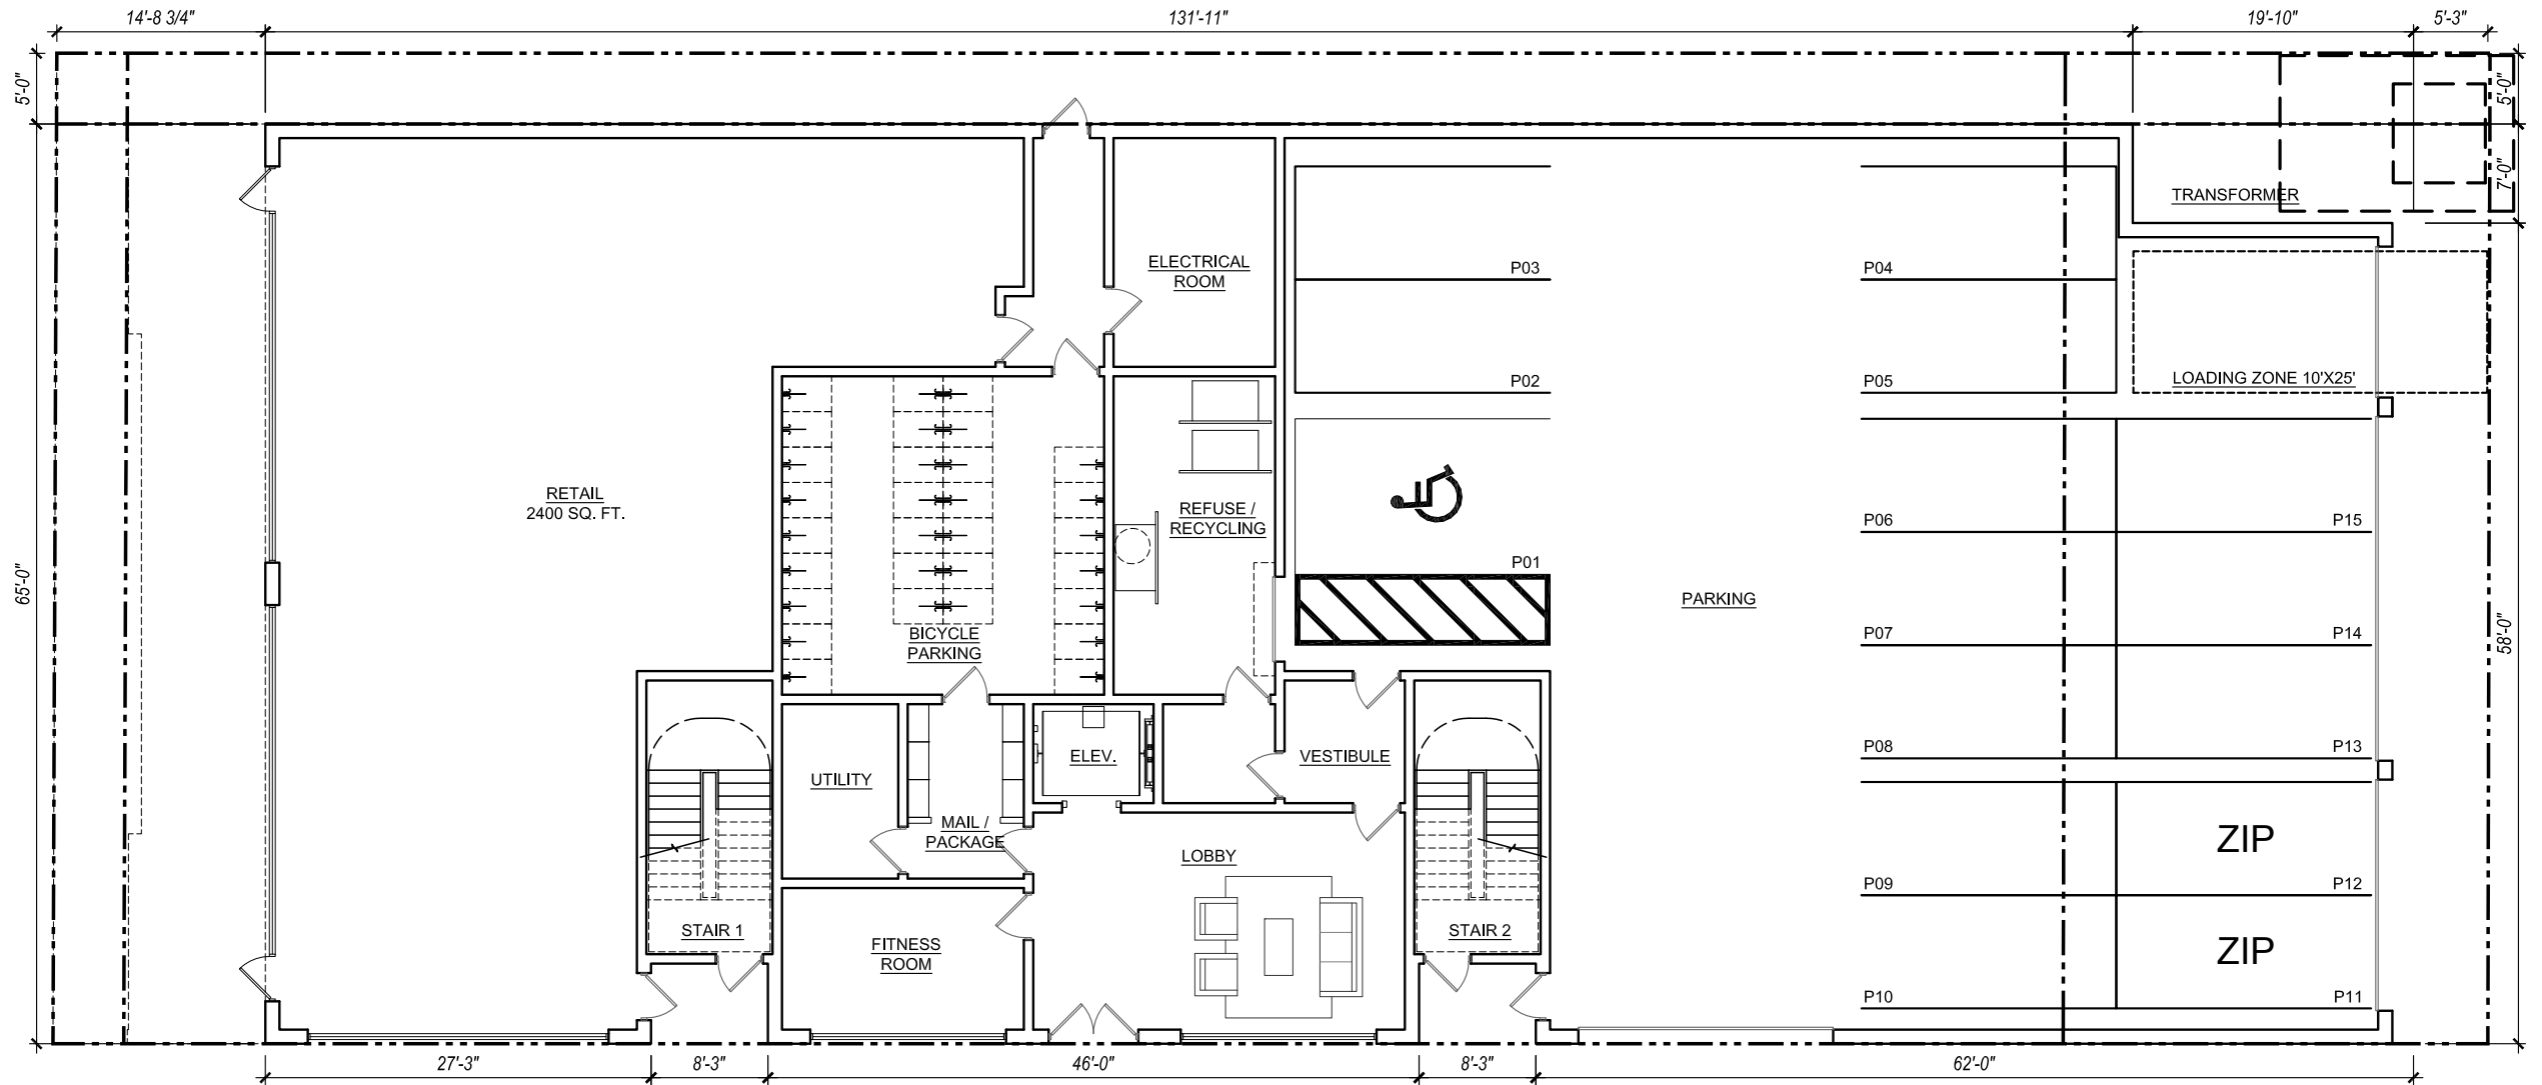 14'-8 3/4"
131'-11"
19'-10"
5'-3"
5'-0"
5'-0"
7'-0"
TRANSFORMER
ELECTRICAL
ROOM
P03
P04
P02
P05
LOADING ZONE 10'X25'
RETAIL
2400 SQ. FT.
REFUSE /
RECYCLING
P06
P15
P01
65'-0"
PARKING
58'-0"
BICYCLE
PARKING
P07
P14
UTILITY
ELEV.
VESTIBULE
P08
P13
MAIL /
PACKAGE
LOBBY
ZIP
P09
P12
STAIR 1
FITNESS
ROOM
STAIR 2
ZIP
P10
P11
27'-3"
8'-3"
46'-0"
8'-3"
62'-0"